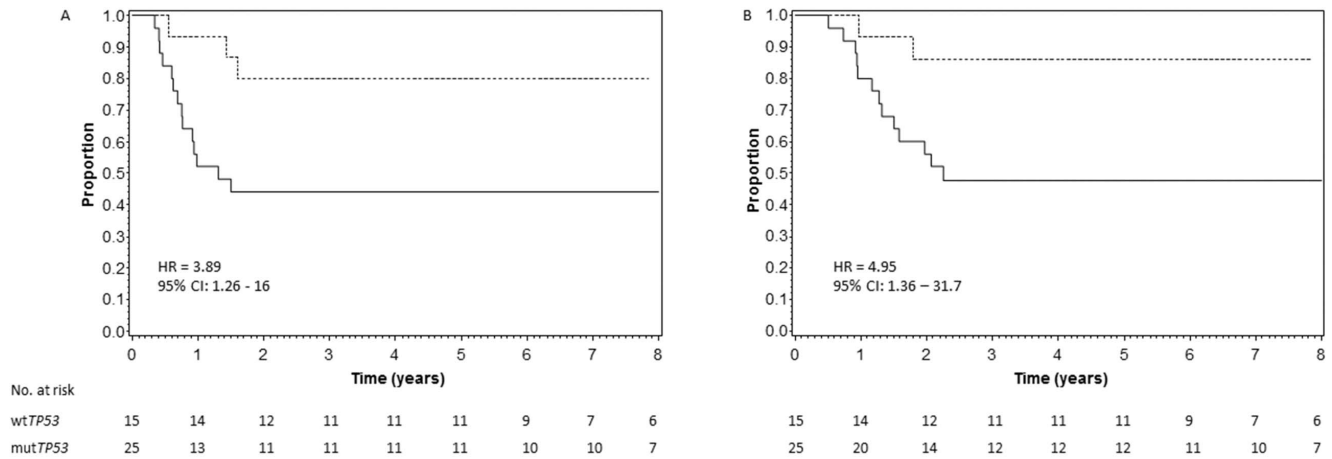 A
1.0
0.9
0.8
0.7
0.6
0.5
0.4
0.3
0.2
0.1
0.0
Proportion
HR = 3.89
95% CI: 1.26 - 16
0 1 2 3 4 5 6 7 8
Time (years)
B
1.0
0.9
0.8
0.7
0.6
0.5
0.4
0.3
0.2
0.1
0.0
Proportion
HR = 4.95
95% CI: 1.36 – 31.7
0 1 2 3 4 5 6 7 8
Time (years)
No. at risk
wtTP53 15 14 12 11 11 11 9 7 6 15 14 12 11 11 11 9 7 6
mutTP53 25 13 11 11 11 11 10 10 7 25 20 14 12 12 12 11 10 7